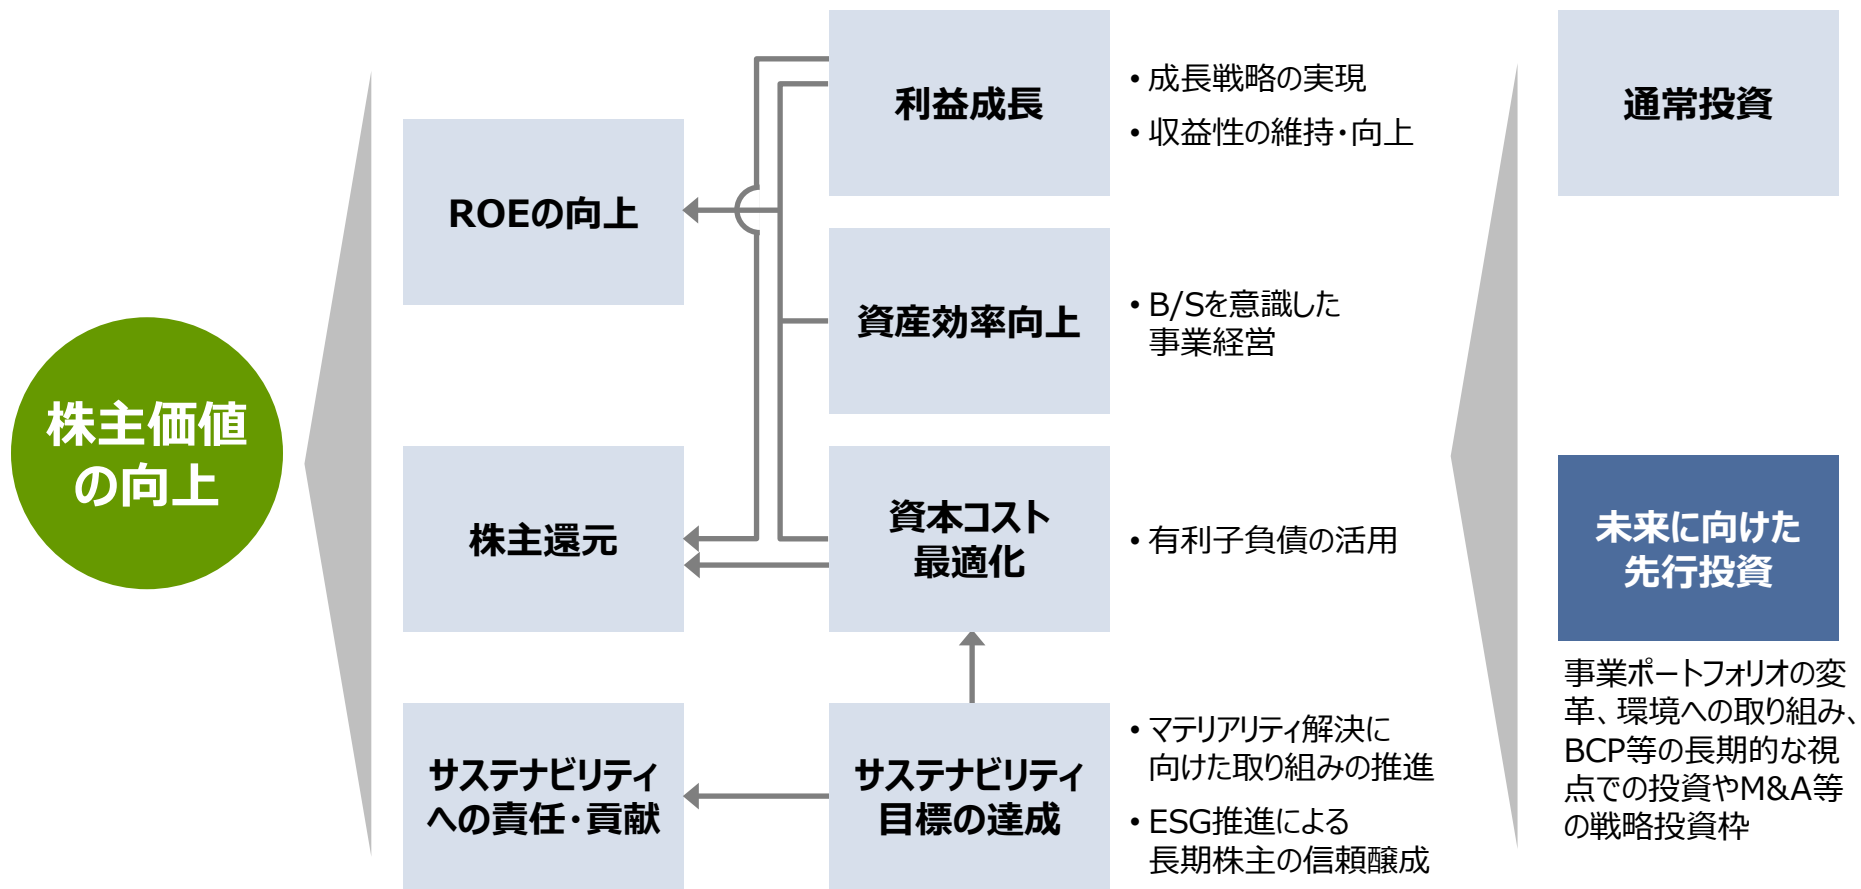 株主価値
の向上
ROEの向上
株主還元
サステナビリティ
への責任・貢献
利益成長
• 成長戦略の実現
• 収益性の維持・向上
資産効率向上
• B/Sを意識した
事業経営
資本コスト
最適化
• 有利子負債の活用
サステナビリティ
目標の達成
• マテリアリティ解決に
向けた取り組みの推進
• ESG推進による
長期株主の信頼醸成
通常投資
未来に向けた
先行投資
事業ポートフォリオの変
革、環境への取り組み、
BCP等の長期的な視
点での投資やM&A等
の戦略投資枠